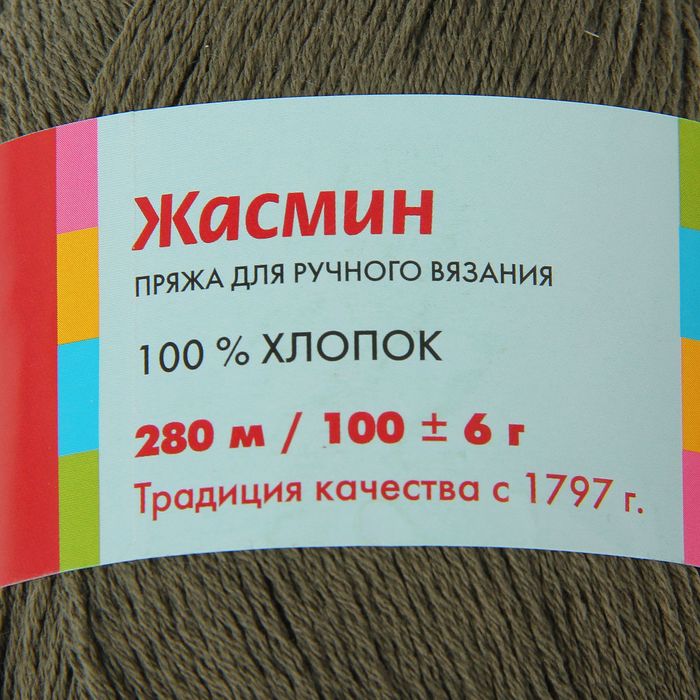 Жасмин
ПРЯЖА ДЛЯ РУЧНОГО ВЯЗАНИЯ
100 % ХЛОПОК
280 м / 100 ± 6 г
Традиция качества с 1797 г.